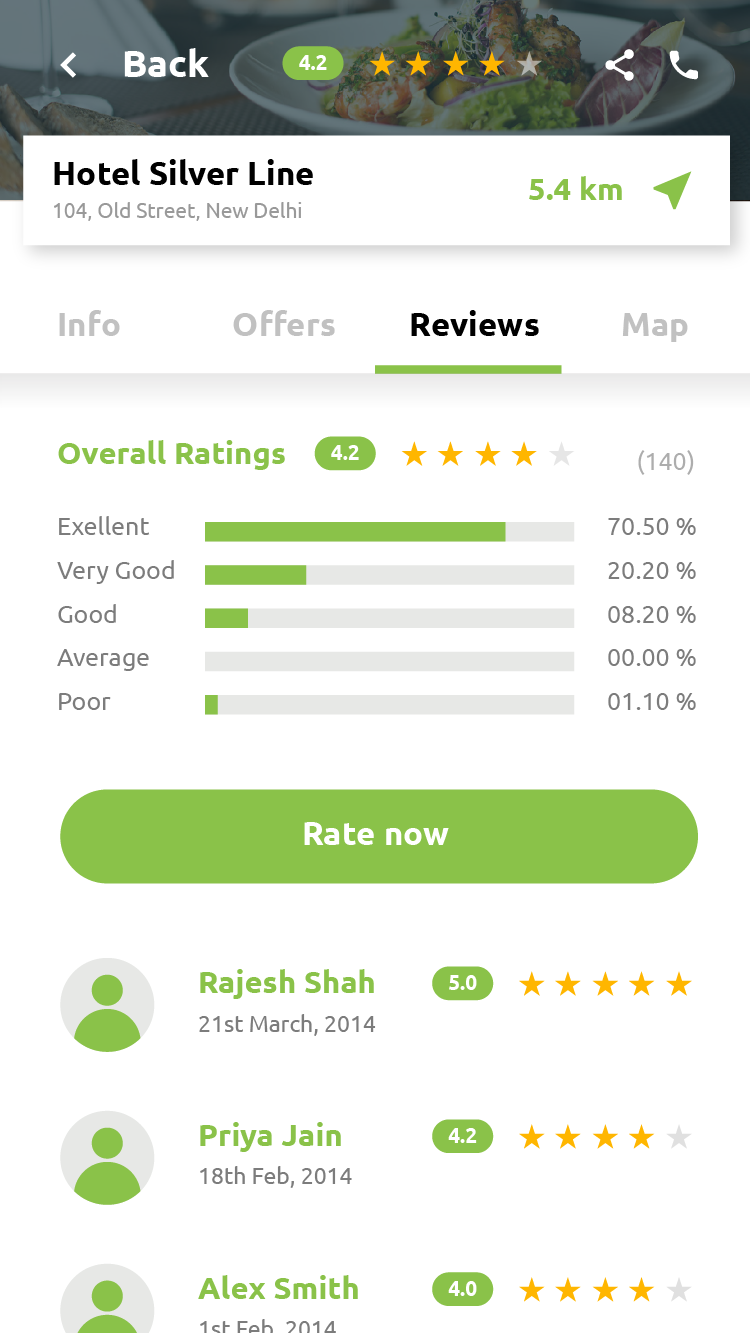 Back 4.2
Hotel Silver Line
5.4 km
104, Old Street, New Delhi
Info Offers Reviews Map
Overall Ratings 4.2 (140)
Exellent 70.50 %
Very Good 20.20 %
Good 08.20 %
Average 00.00 %
Poor 01.10 %
Rate now
Rajesh Shah 5.0
21st March, 2014
Priya Jain 4.2
18th Feb, 2014
Alex Smith 4.0
1st Feb, 2014